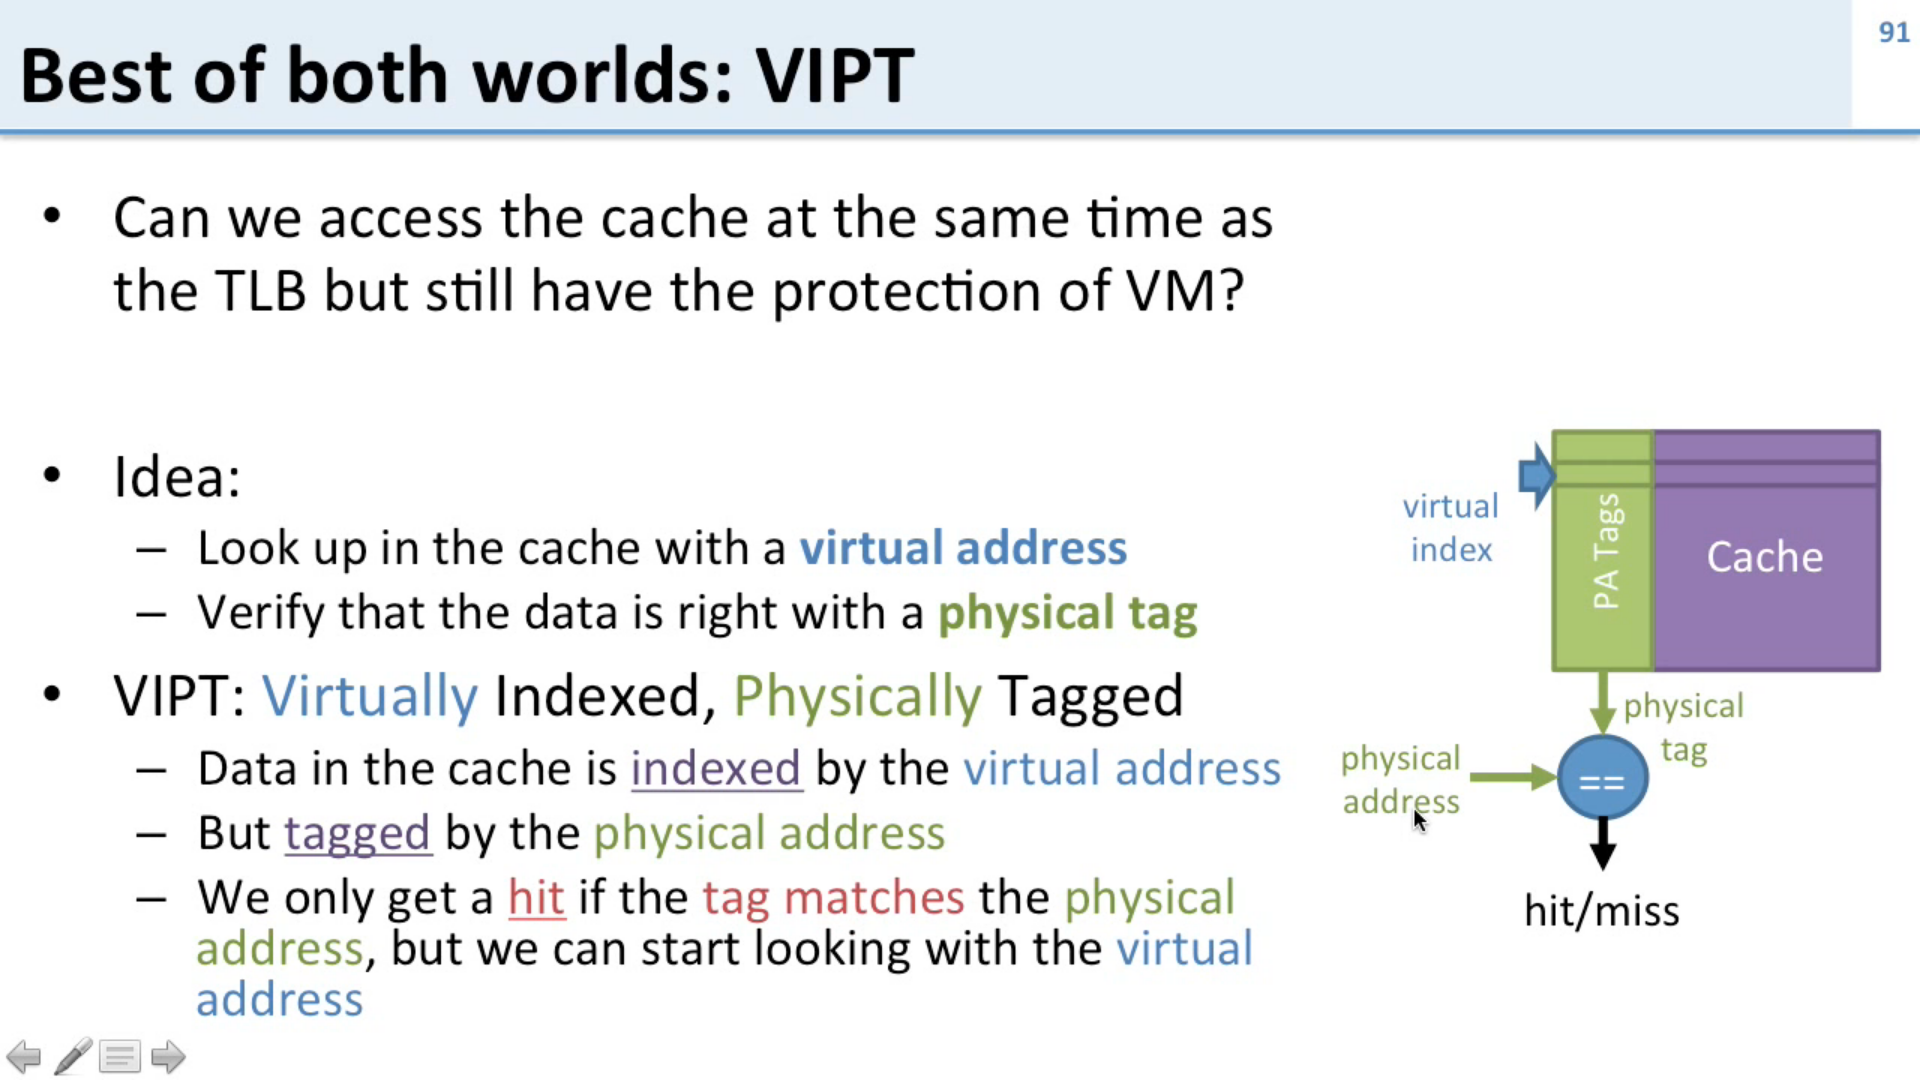 91
Best of both worlds: VIPT
• Can we access the cache at the same time as
the TLB but still have the protection of VM?
• Idea:
– Look up in the cache with a virtual address
– Verify that the data is right with a physical tag
• VIPT: Virtually Indexed, Physically Tagged
– Data in the cache is indexed by the virtual address
– But tagged by the physical address
– We only get a hit if the tag matches the physical
address, but we can start looking with the virtual
address
virtual
index
PA Tags
Cache
physical
tag
physical
address
==
hit/miss